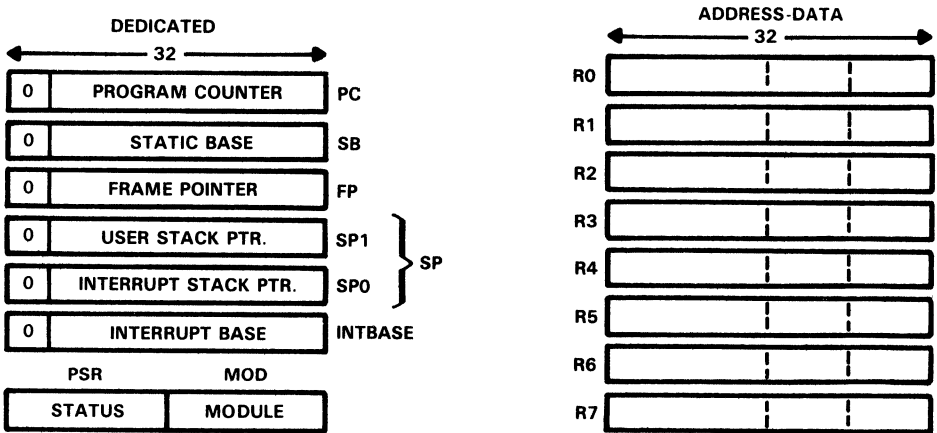 DEDICATED
32
0 PROGRAM COUNTER PC
0 STATIC BASE SB
0 FRAME POINTER FP
0 USER STACK PTR. SP1
SP
0 INTERRUPT STACK PTR. SP0
0 INTERRUPT BASE INTBASE
PSR MOD
STATUS MODULE
ADDRESS-DATA
32
R0
R1
R2
R3
R4
R5
R6
R7